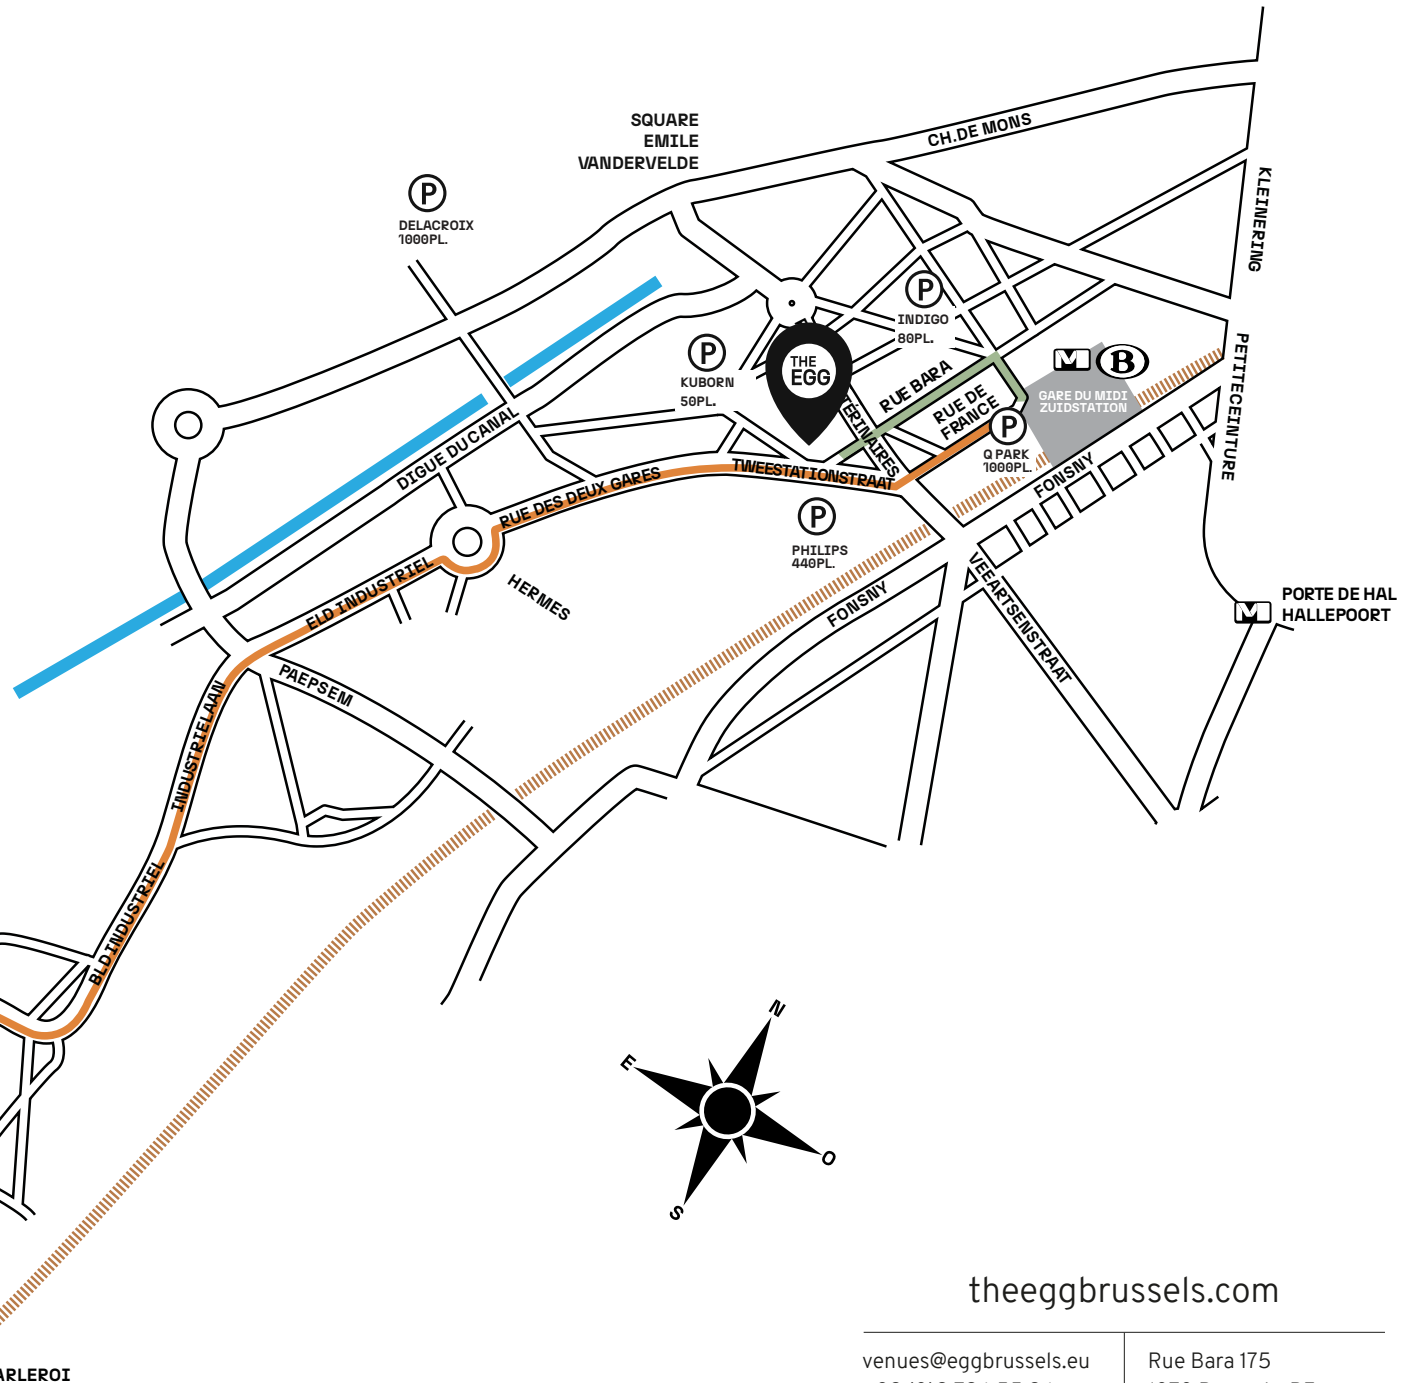 SQUARE
EMILE
VANDERVELDE
CH.DE MONS
KLEINERING
P
DELACROIX
1000PL.
P
INDIGO
80PL.
P
KUBORN
50PL.
THE
EGG
RUE BARA
RUE DE
FRANCE
M
B
GARE DU MIDI
ZUIDSTATION
PETITECEINTURE
P
Q PARK
1000PL.
DIGUE DU CANAL
RUE DES DEUX GARES
TWEESTATIONSTRAAT
FONSNY
P
PHILIPS
440PL.
HERMES
ELD INDUSTRIEL
FONSNY
VEEARTSENSTRAAT
M
PORTE DE HAL
HALLEPOORT
PAEPSEM
INDUSTRIELAAN
BLD INDUSTRIEL
N
E
O
S
theeggbrussels.com
venues@eggbrussels.eu
Rue Bara 175
ARLEROI